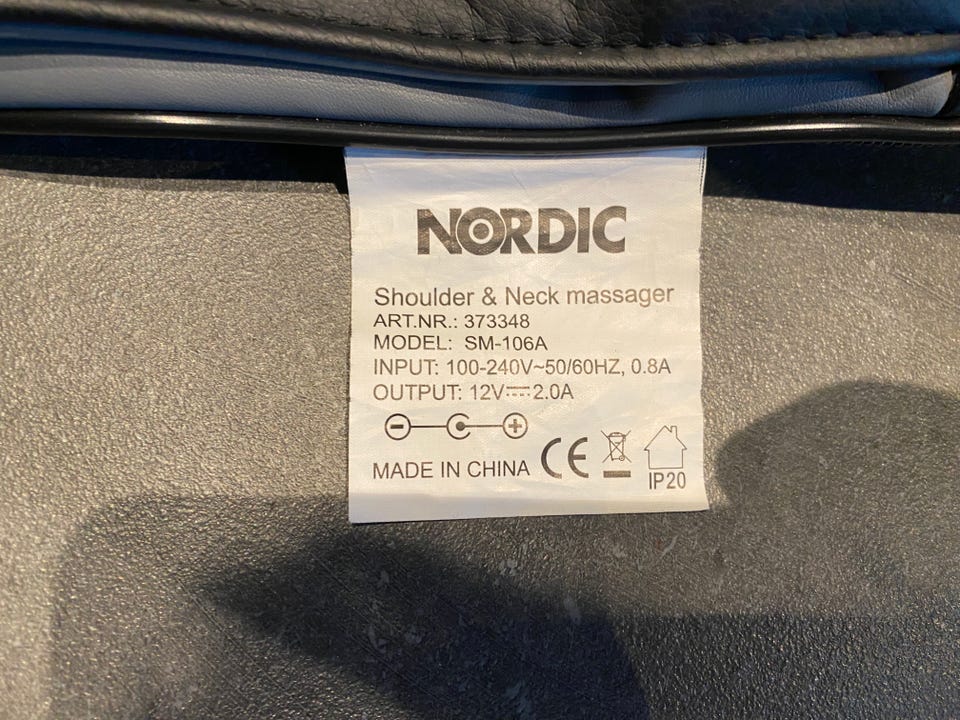 NORDIC
Shoulder & Neck massager
ART.NR.: 373348
MODEL: SM-106A
INPUT: 100-240V~50/60HZ, 0.8A
OUTPUT: 12V⎓2.0A
MADE IN CHINA CE
IP20